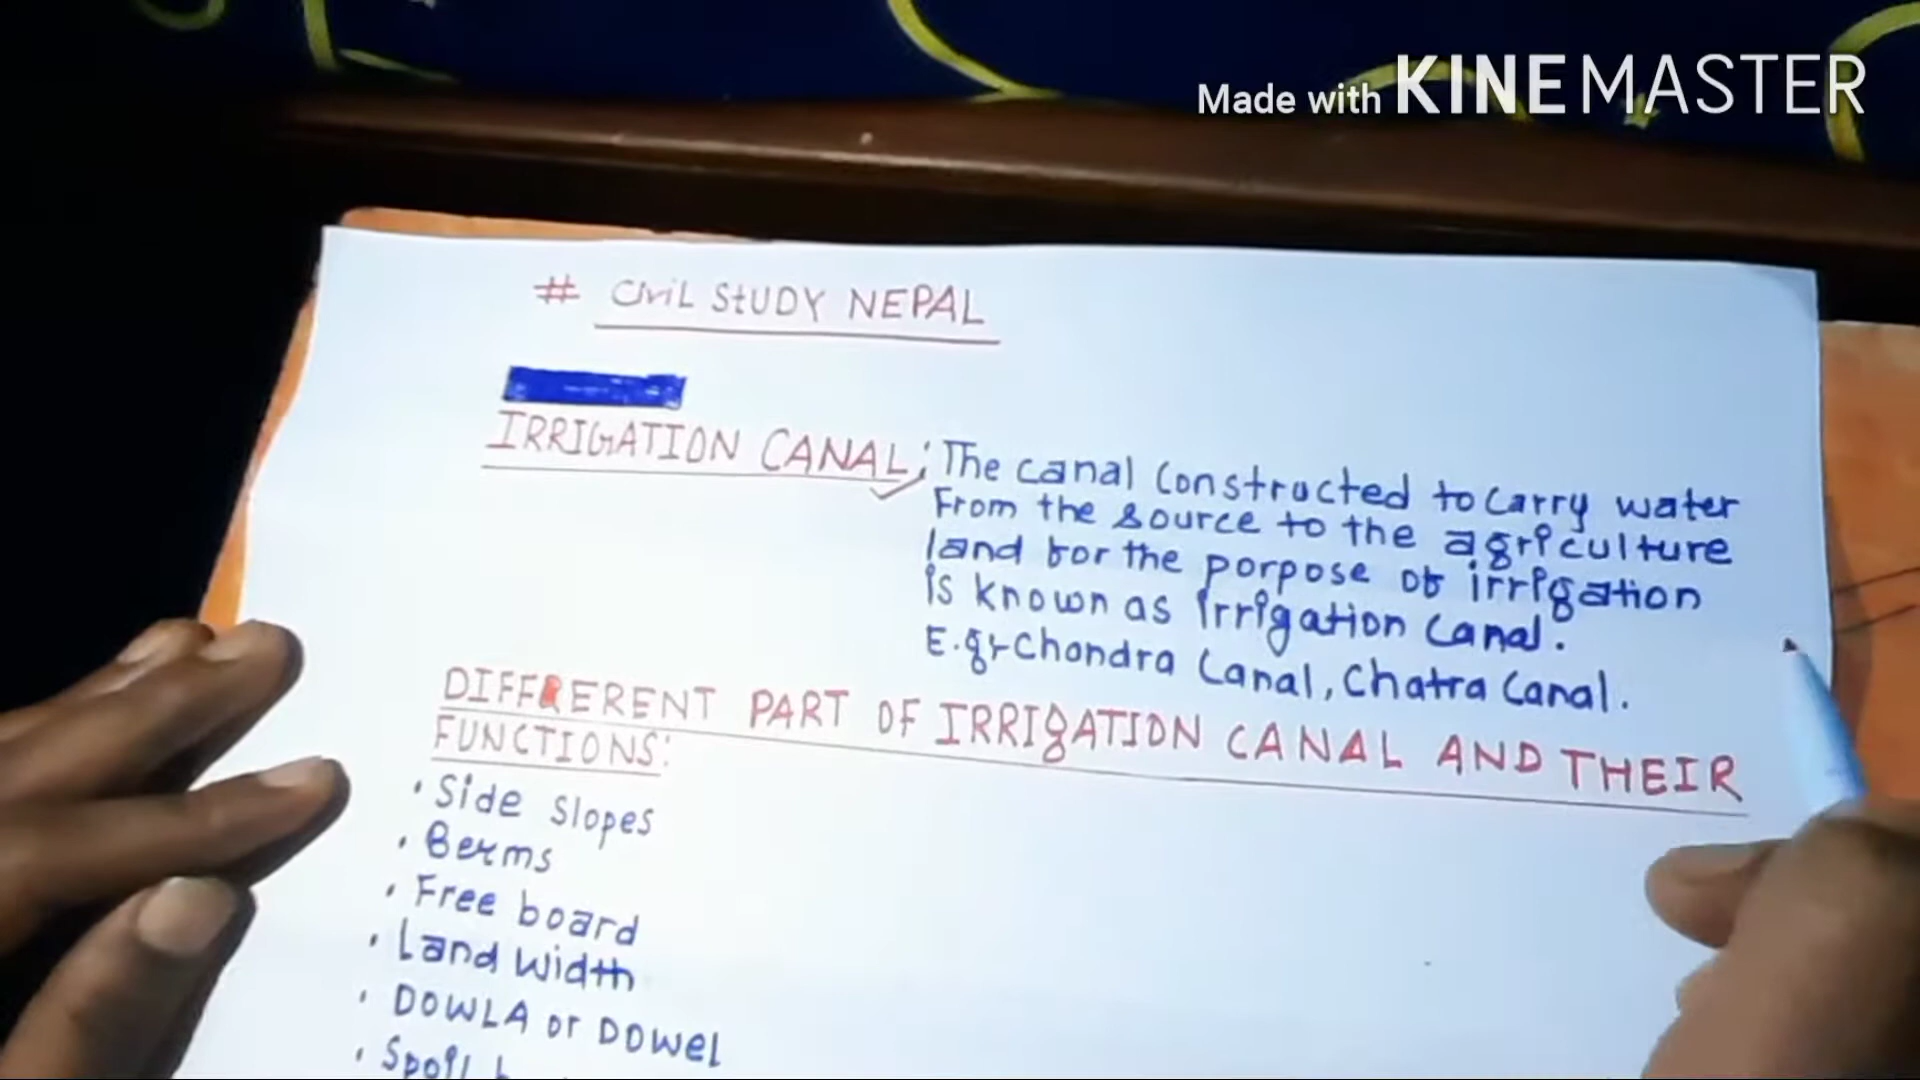 Made with KINEMASTER
# CiviL StUDY NEPAL
IRRIGATION CANAL: The canal constructed to carry water
From the source to the agriculture
land for the porpose of irrigation
is known as irrigation canal.
E.g:- Chandra canal, Chatra canal.
DIFFERENT PART OF IRRIGATION CANAL AND THEIR
FUNCTIONS:
• Side slopes
• Berms
• Free board
• Land width
• DOWLA or DOWEL
• Spoil